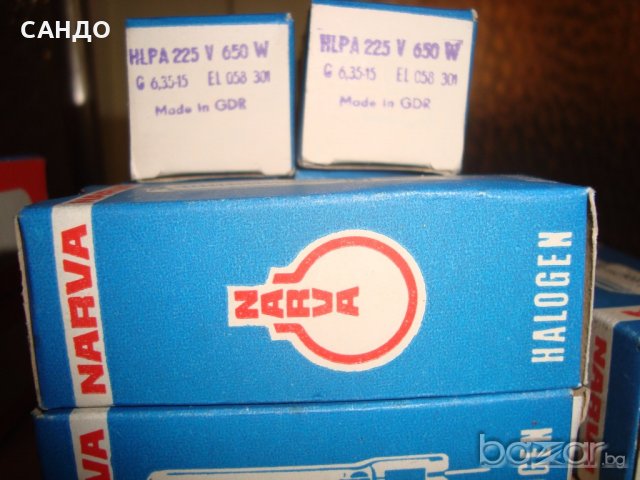 САНДО
HLPA 225 V 650 W
G 6,35-15 EL 058 301
Made in GDR
HLPA 225 V 650 W
G 6,35-15 EL 058 301
Made in GDR
NARVA
NARVA
HALOGEN
NARVA
NARVA
bazar.bg